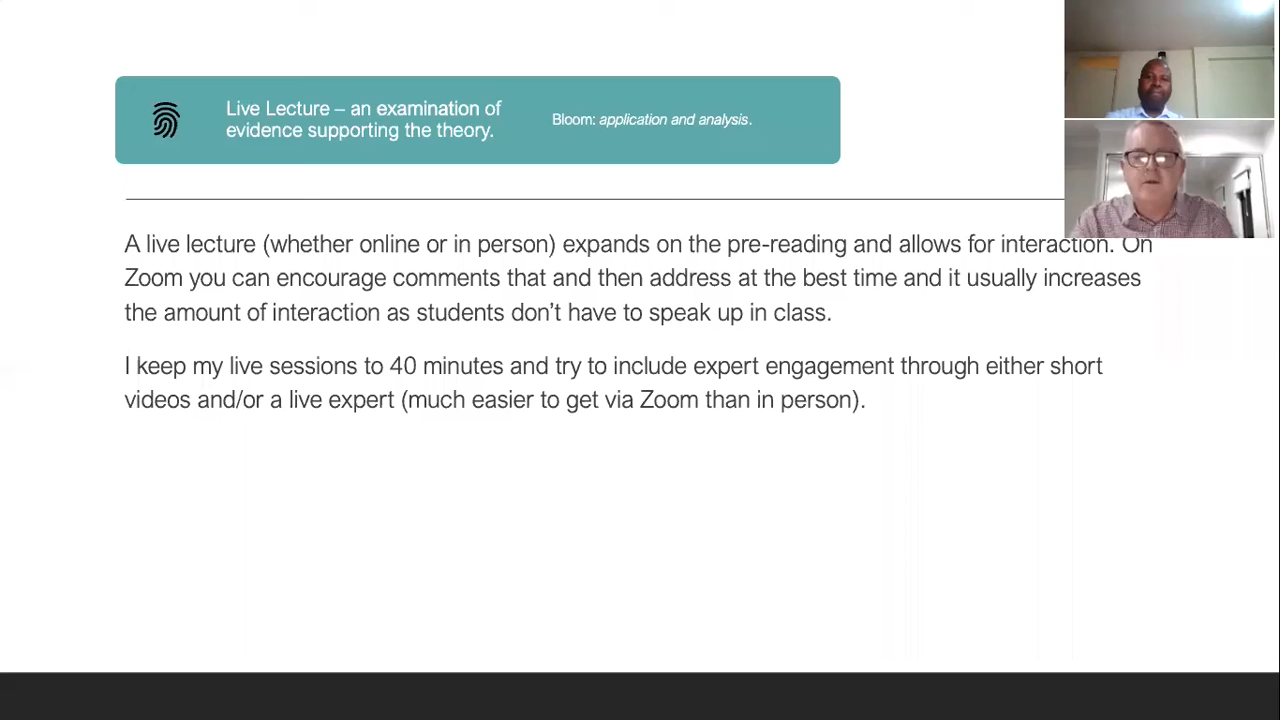 Live Lecture – an examination of
evidence supporting the theory.
Bloom: application and analysis.
A live lecture (whether online or in person) expands on the pre-reading and allows for interaction. On
Zoom you can encourage comments that and then address at the best time and it usually increases
the amount of interaction as students don’t have to speak up in class.
I keep my live sessions to 40 minutes and try to include expert engagement through either short
videos and/or a live expert (much easier to get via Zoom than in person).